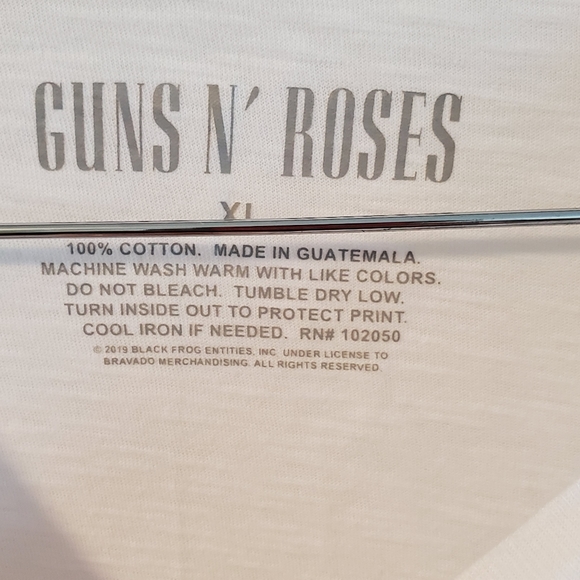 GUNS N' ROSES
XL
100% COTTON. MADE IN GUATEMALA.
MACHINE WASH WARM WITH LIKE COLORS.
DO NOT BLEACH. TUMBLE DRY LOW.
TURN INSIDE OUT TO PROTECT PRINT.
COOL IRON IF NEEDED. RN# 102050
© 2019 BLACK FROG ENTITIES, INC. UNDER LICENSE TO
BRAVADO MERCHANDISING. ALL RIGHTS RESERVED.